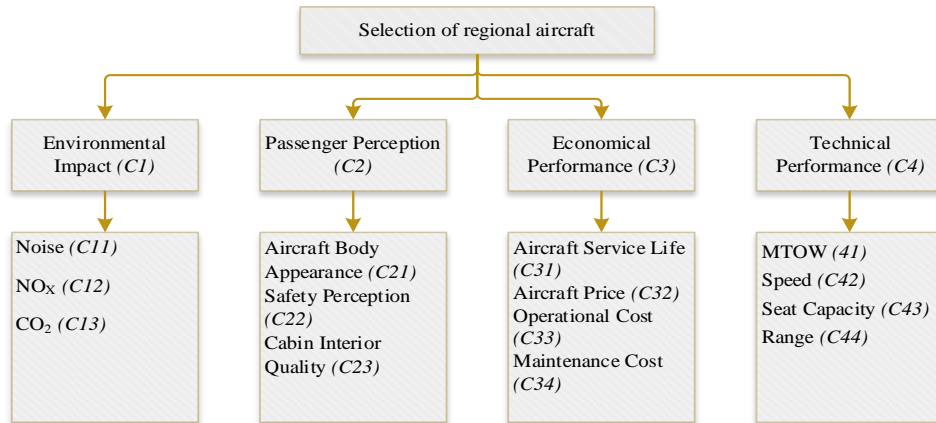 Selection of regional aircraft
Environmental
Impact (C1)
Passenger Perception
(C2)
Economical
Performance (C3)
Technical
Performance (C4)
Noise (C11)
NOX (C12)
CO2 (C13)
Aircraft Body
Appearance (C21)
Safety Perception
(C22)
Cabin Interior
Quality (C23)
Aircraft Service Life
(C31)
Aircraft Price (C32)
Operational Cost
(C33)
Maintenance Cost
(C34)
MTOW (41)
Speed (C42)
Seat Capacity (C43)
Range (C44)